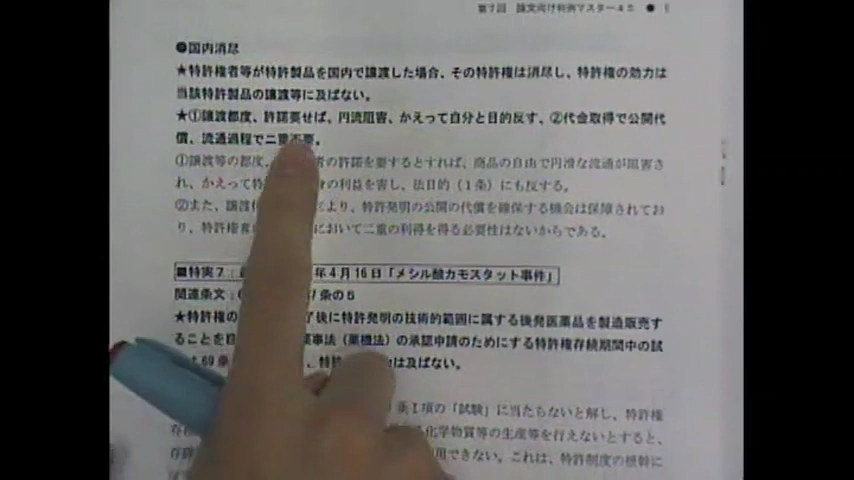 第7回 論文向け判例マスター45 ● 1
●国内消尽
★特許権者等が特許製品を国内で譲渡した場合、その特許権は消尽し、特許権の効力は
当該特許製品の譲渡等に及ばない。
★①譲渡都度、許諾要せば、円流阻害、かえって自分と目的反す、②代金取得で公開代
償、流通過程で二重不要。
①譲渡等の都度、 者の許諾を要するとすれば、商品の自由で円滑な流通が阻害さ
れ、かえって特 身の利益を害し、法目的（1条）にも反する。
②また、譲渡 より、特許発明の公開の代償を確保する機会は保障されてお
り、特許権者 において二重の利得を得る必要性はないからである。
■特実7： 年4月16日「メシル酸カモスタット事件」
関連条文： 条の5
★特許権の 了後に特許発明の技術的範囲に属する後発医薬品を製造販売す
ることを目 薬事法（薬機法）の承認申請のためにする特許権存続期間中の試
69条 、特許 は及ばない。
条1項の「試験」に当たらないと解し、特許権
存続 化学物質等の生産等を行えないとすると、
存続 用できない。これは、特許制度の根幹に